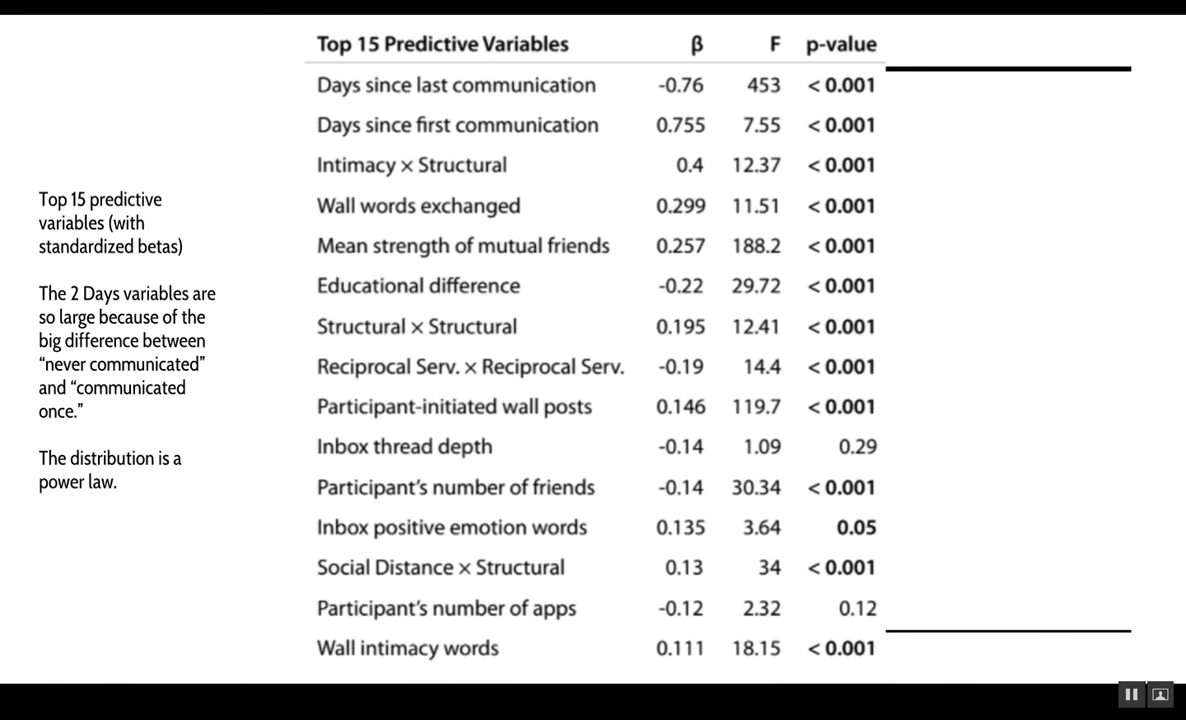 Top 15 Predictive Variables β F p-value
Days since last communication -0.76 453 < 0.001
Days since first communication 0.755 7.55 < 0.001
Intimacy × Structural 0.4 12.37 < 0.001
Wall words exchanged 0.299 11.51 < 0.001
Mean strength of mutual friends 0.257 188.2 < 0.001
Educational difference -0.22 29.72 < 0.001
Structural × Structural 0.195 12.41 < 0.001
Reciprocal Serv. × Reciprocal Serv. -0.19 14.4 < 0.001
Participant-initiated wall posts 0.146 119.7 < 0.001
Inbox thread depth -0.14 1.09 0.29
Participant's number of friends -0.14 30.34 < 0.001
Inbox positive emotion words 0.135 3.64 0.05
Social Distance × Structural 0.13 34 < 0.001
Participant's number of apps -0.12 2.32 0.12
Wall intimacy words 0.111 18.15 < 0.001
Top 15 predictive
variables (with
standardized betas)
The 2 Days variables are
so large because of the
big difference between
“never communicated”
and “communicated
once.”
The distribution is a
power law.